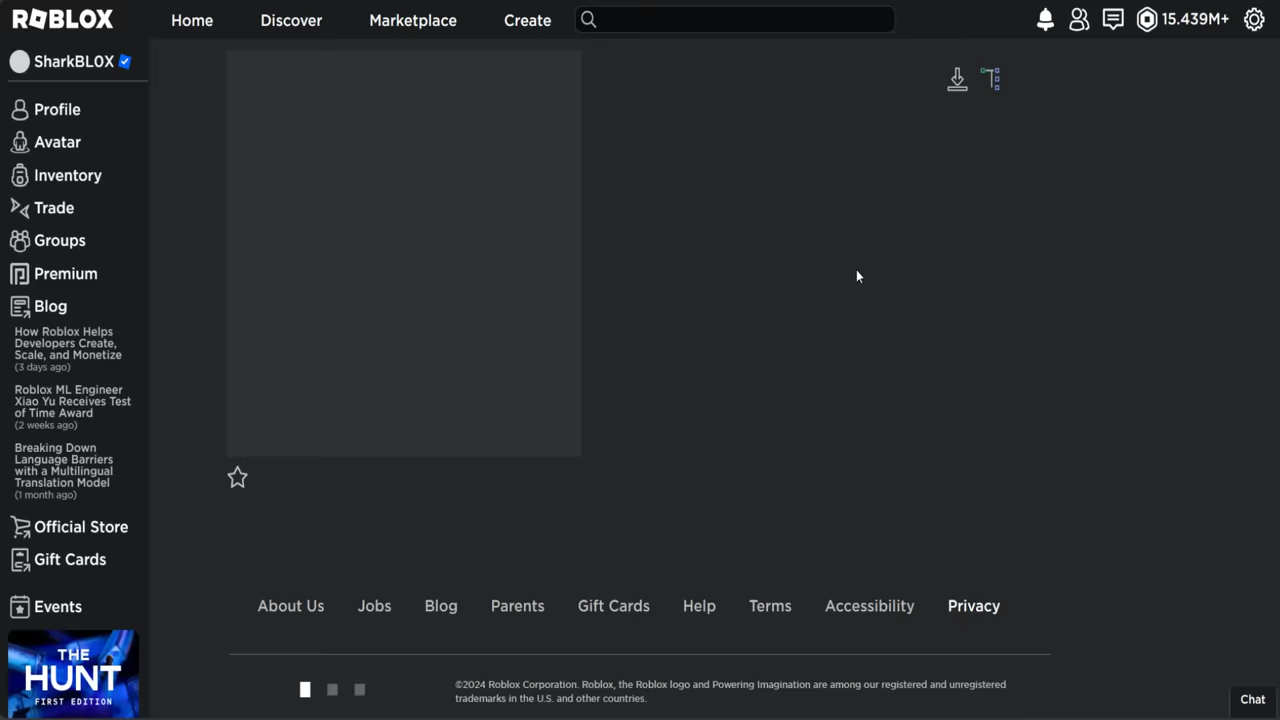 ROBLOX
Home
Discover
Marketplace
Create
15.439M+
SharkBLOX
Profile
Avatar
Inventory
Trade
Groups
Premium
Blog
How Roblox Helps
Developers Create,
Scale, and Monetize
(3 days ago)
Roblox ML Engineer
Xiao Yu Receives Test
of Time Award
(2 weeks ago)
Breaking Down
Language Barriers
with a Multilingual
Translation Model
(1 month ago)
Official Store
Gift Cards
Events
THE
HUNT
FIRST EDITION
About Us
Jobs
Blog
Parents
Gift Cards
Help
Terms
Accessibility
Privacy
©2024 Roblox Corporation. Roblox, the Roblox logo and Powering Imagination are among our registered and unregistered
trademarks in the U.S. and other countries.
Chat